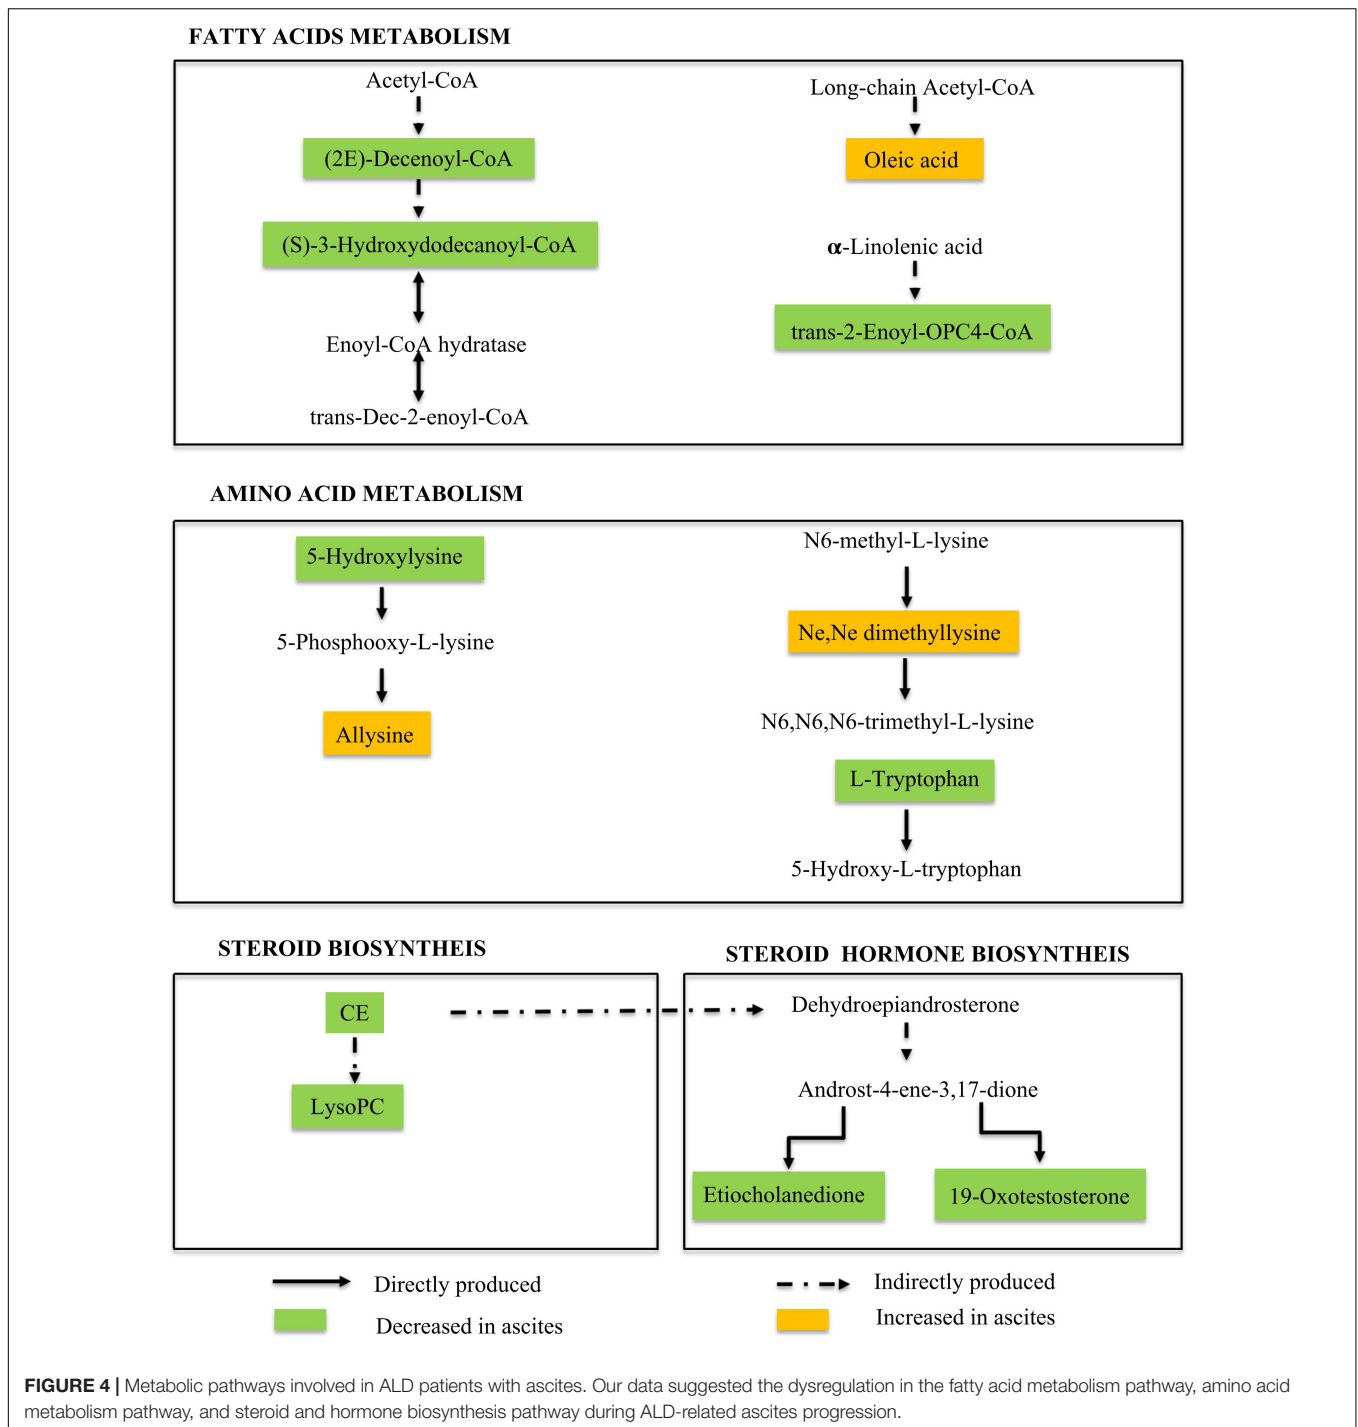 FATTY ACIDS METABOLISM
Acetyl-CoA
(2E)-Decenoyl-CoA
(S)-3-Hydroxydodecanoyl-CoA
Enoyl-CoA hydratase
trans-Dec-2-enoyl-CoA
Long-chain Acetyl-CoA
Oleic acid
α-Linolenic acid
trans-2-Enoyl-OPC4-CoA
AMINO ACID METABOLISM
5-Hydroxylysine
5-Phosphooxy-L-lysine
Allysine
N6-methyl-L-lysine
Ne,Ne dimethyllysine
N6,N6,N6-trimethyl-L-lysine
L-Tryptophan
5-Hydroxy-L-tryptophan
STEROID BIOSYNTHEIS
CE
LysoPC
STEROID HORMONE BIOSYNTHEIS
Dehydroepiandrosterone
Androst-4-ene-3,17-dione
Etiocholanedione
19-Oxotestosterone
Directly produced
Indirectly produced
Decreased in ascites
Increased in ascites
FIGURE 4 | Metabolic pathways involved in ALD patients with ascites. Our data suggested the dysregulation in the fatty acid metabolism pathway, amino acid
metabolism pathway, and steroid and hormone biosynthesis pathway during ALD-related ascites progression.